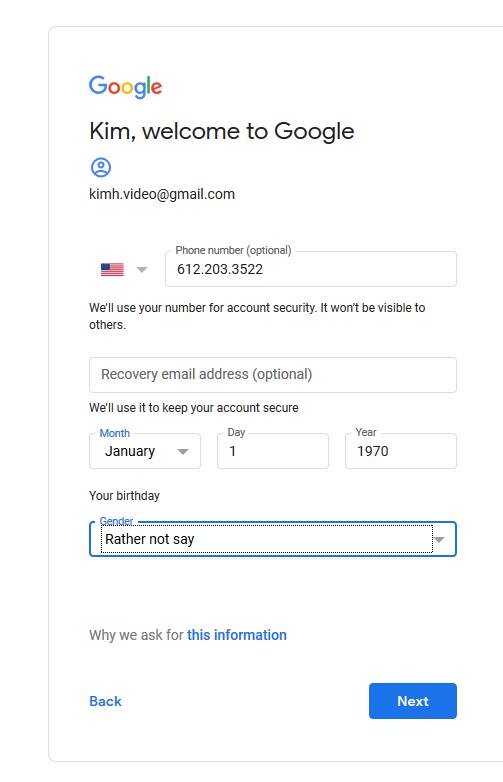 Google
Kim, welcome to Google
kimh.video@gmail.com
Phone number (optional)
612.203.3522
We'll use your number for account security. It won't be visible to
others.
Recovery email address (optional)
We'll use it to keep your account secure
Month Day Year
January 1 1970
Your birthday
Gender
Rather not say
Why we ask for this information
Back Next